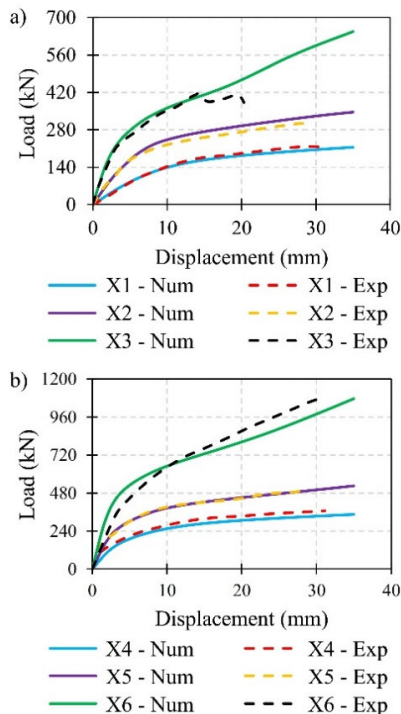 a)
700
560
420
280
140
0
Load (kN)
0 10 20 30 40
Displacement (mm)
X1 - Num X1 - Exp
X2 - Num X2 - Exp
X3 - Num X3 - Exp
b)
1200
960
720
480
240
0
Load (kN)
0 10 20 30 40
Displacement (mm)
X4 - Num X4 - Exp
X5 - Num X5 - Exp
X6 - Num X6 - Exp